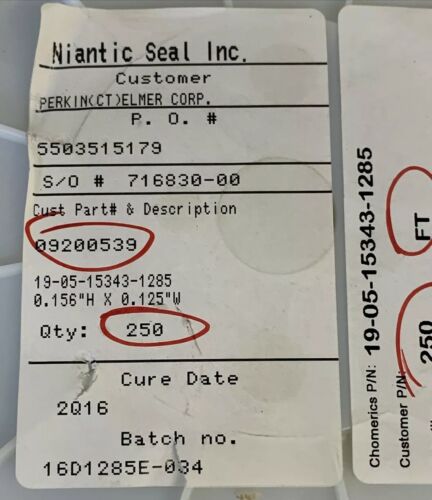 Niantic Seal Inc.
Customer
PERKIN(CT)ELMER CORP.
P. O. #
5503515179
S/O # 716830-00
Cust Part# & Description
09200539
19-05-15343-1285
0.156"H X 0.125"W
Qty: 250
Cure Date
2Q16
Batch no.
16D1285E-034
Chomerics P/N: 19-05-15343-1285
Customer P/N:
250 FT